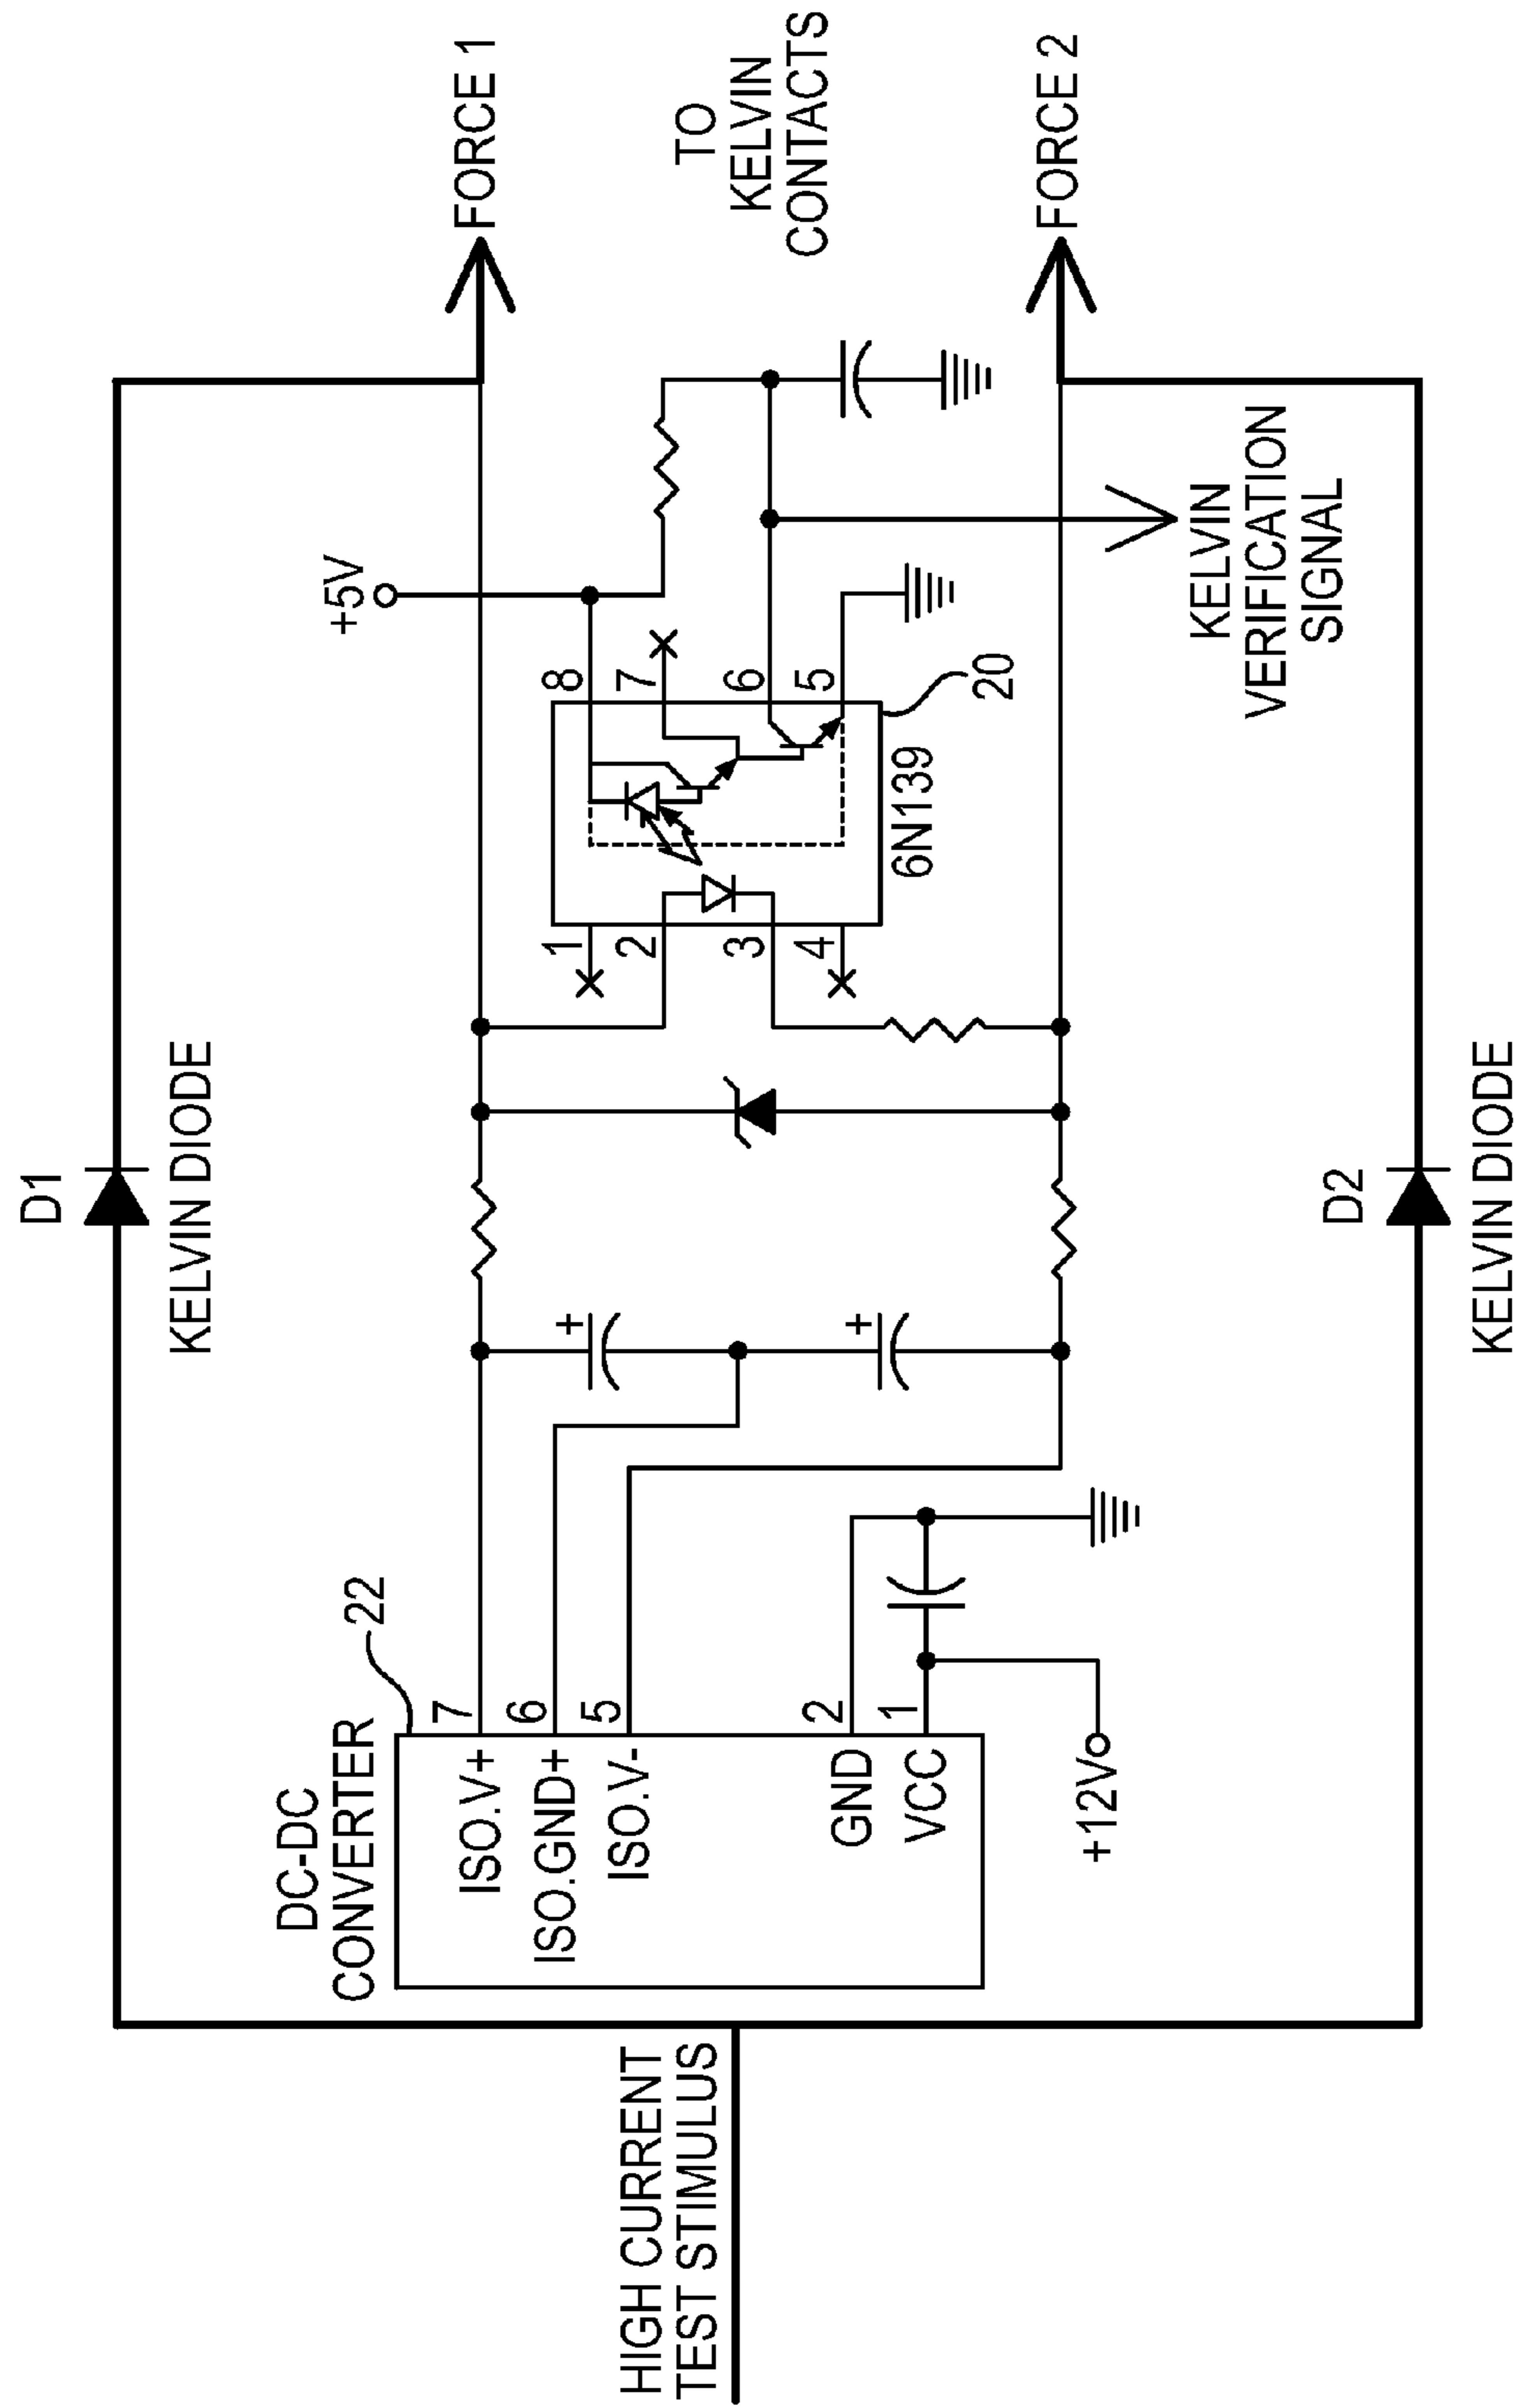 D1
KELVIN DIODE
FORCE 1
TO
KELVIN
CONTACTS
FORCE 2
+5V
8
7
6
5
1
2
3
4
20
6N139
KELVIN
VERIFICATION
SIGNAL
+
+
DC-DC
CONVERTER
22
ISO.V+
7
ISO.GND+
6
ISO.V-
5
GND
2
VCC
1
+12V
HIGH CURRENT
TEST STIMULUS
D2
KELVIN DIODE